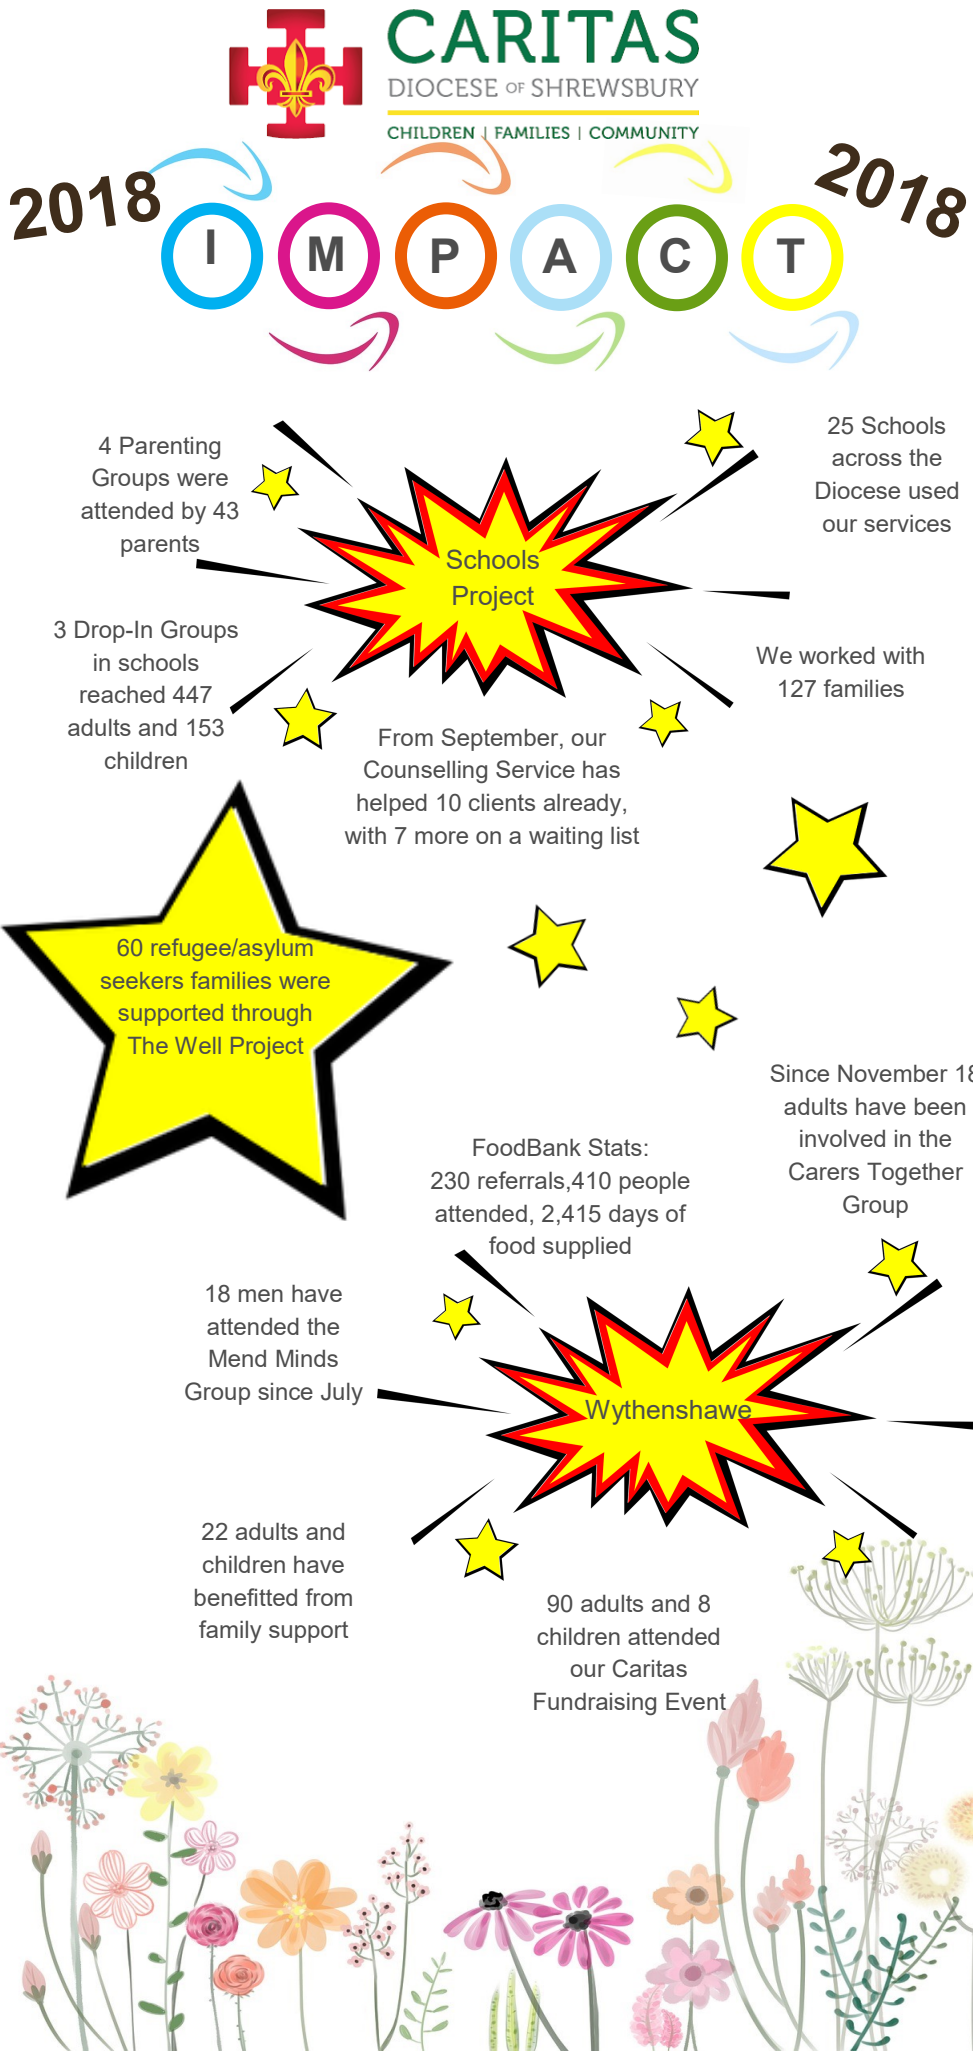 CARITAS
DIOCESE OF SHREWSBURY
CHILDREN | FAMILIES | COMMUNITY
2018
2018
I M P A C T
4 Parenting
Groups were
attended by 43
parents
25 Schools
across the
Diocese used
our services
Schools
Project
3 Drop-In Groups
in schools
reached 447
adults and 153
children
We worked with
127 families
From September, our
Counselling Service has
helped 10 clients already,
with 7 more on a waiting list
60 refugee/asylum
seekers families were
supported through
The Well Project
Since November 18
adults have been
involved in the
Carers Together
Group
FoodBank Stats:
230 referrals,410 people
attended, 2,415 days of
food supplied
18 men have
attended the
Mend Minds
Group since July
Wythenshawe
22 adults and
children have
benefitted from
family support
90 adults and 8
children attended
our Caritas
Fundraising Event